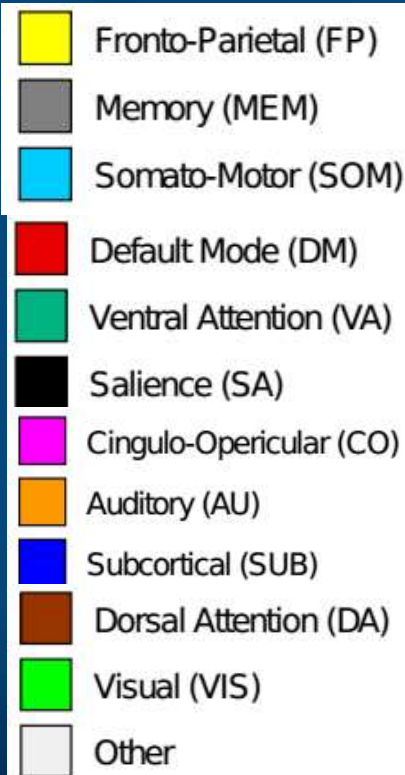 Fronto-Parietal (FP)
Memory (MEM)
Somato-Motor (SOM)
Default Mode (DM)
Ventral Attention (VA)
Salience (SA)
Cingulo-Opericular (CO)
Auditory (AU)
Subcortical (SUB)
Dorsal Attention (DA)
Visual (VIS)
Other